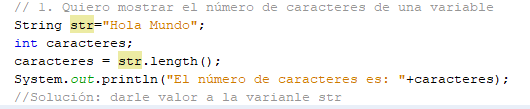 // 1. Quiero mostrar el número de caracteres de una variable
String str="Hola Mundo";
int caracteres;
caracteres = str.length();
System.out.println("El número de caracteres es: "+caracteres);
//Solución: darle valor a la varianle str